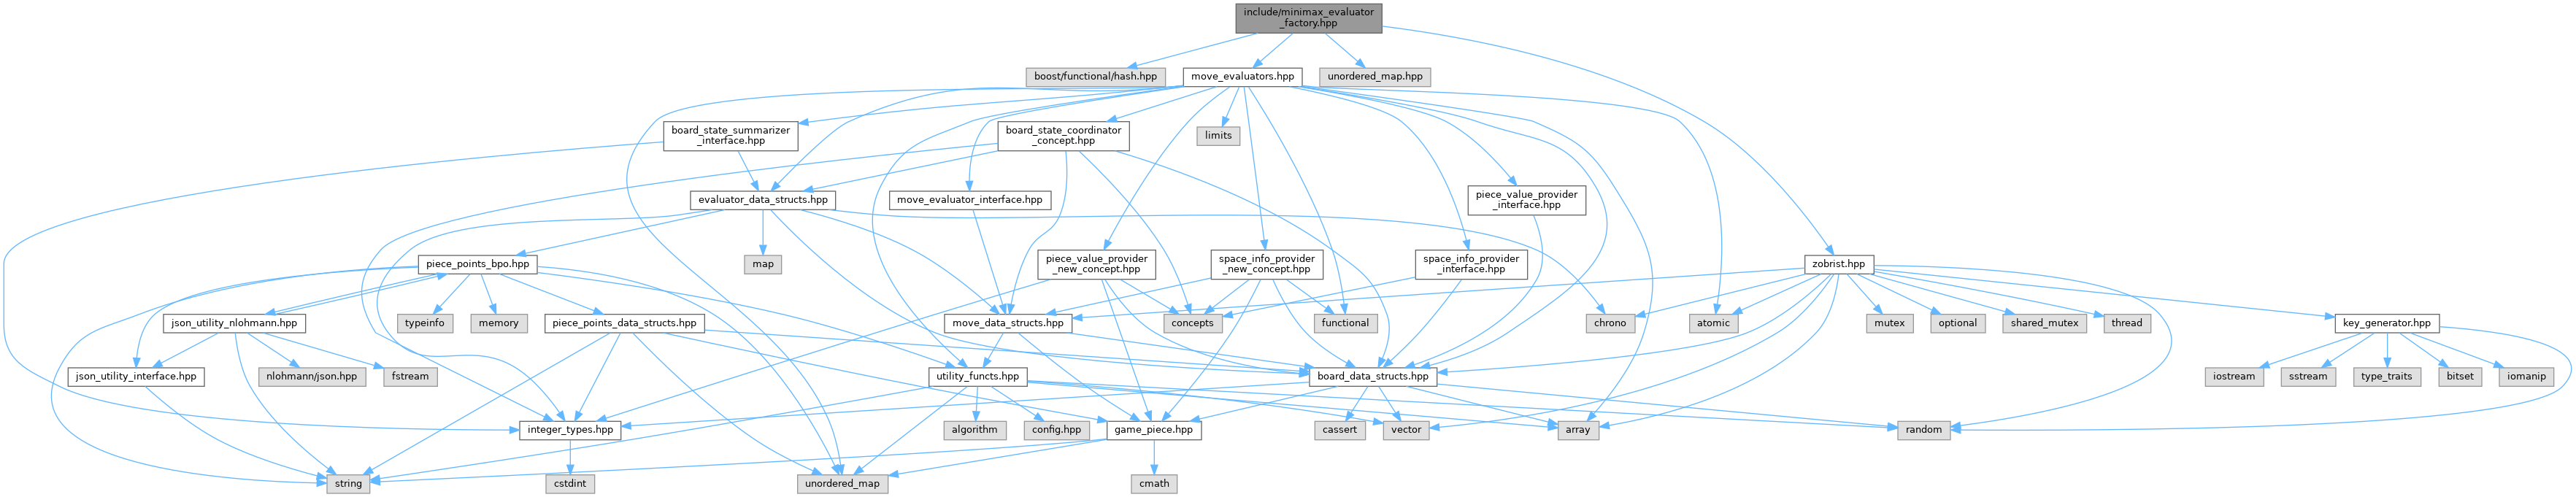 include/minimax_evaluator
_factory.hpp
boost/functional/hash.hpp
move_evaluators.hpp
unordered_map.hpp
board_state_summarizer
_interface.hpp
board_state_coordinator
_concept.hpp
limits
evaluator_data_structs.hpp
move_evaluator_interface.hpp
piece_value_provider
_interface.hpp
piece_points_bpo.hpp
map
piece_value_provider
_new_concept.hpp
space_info_provider
_new_concept.hpp
space_info_provider
_interface.hpp
zobrist.hpp
json_utility_nlohmann.hpp
typeinfo
memory
piece_points_data_structs.hpp
move_data_structs.hpp
concepts
functional
chrono
atomic
mutex
optional
shared_mutex
thread
key_generator.hpp
json_utility_interface.hpp
nlohmann/json.hpp
fstream
utility_functs.hpp
board_data_structs.hpp
iostream
sstream
type_traits
bitset
iomanip
integer_types.hpp
algorithm
config.hpp
game_piece.hpp
cassert
vector
array
random
string
cstdint
unordered_map
cmath